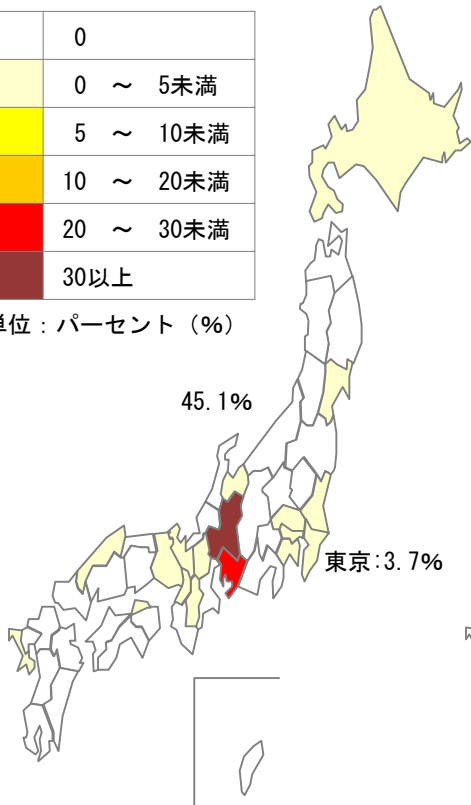 0
0 ～ 5未満
5 ～ 10未満
10 ～ 20未満
20 ～ 30未満
30以上
単位：パーセント（%）
45.1%
東京:3.7%